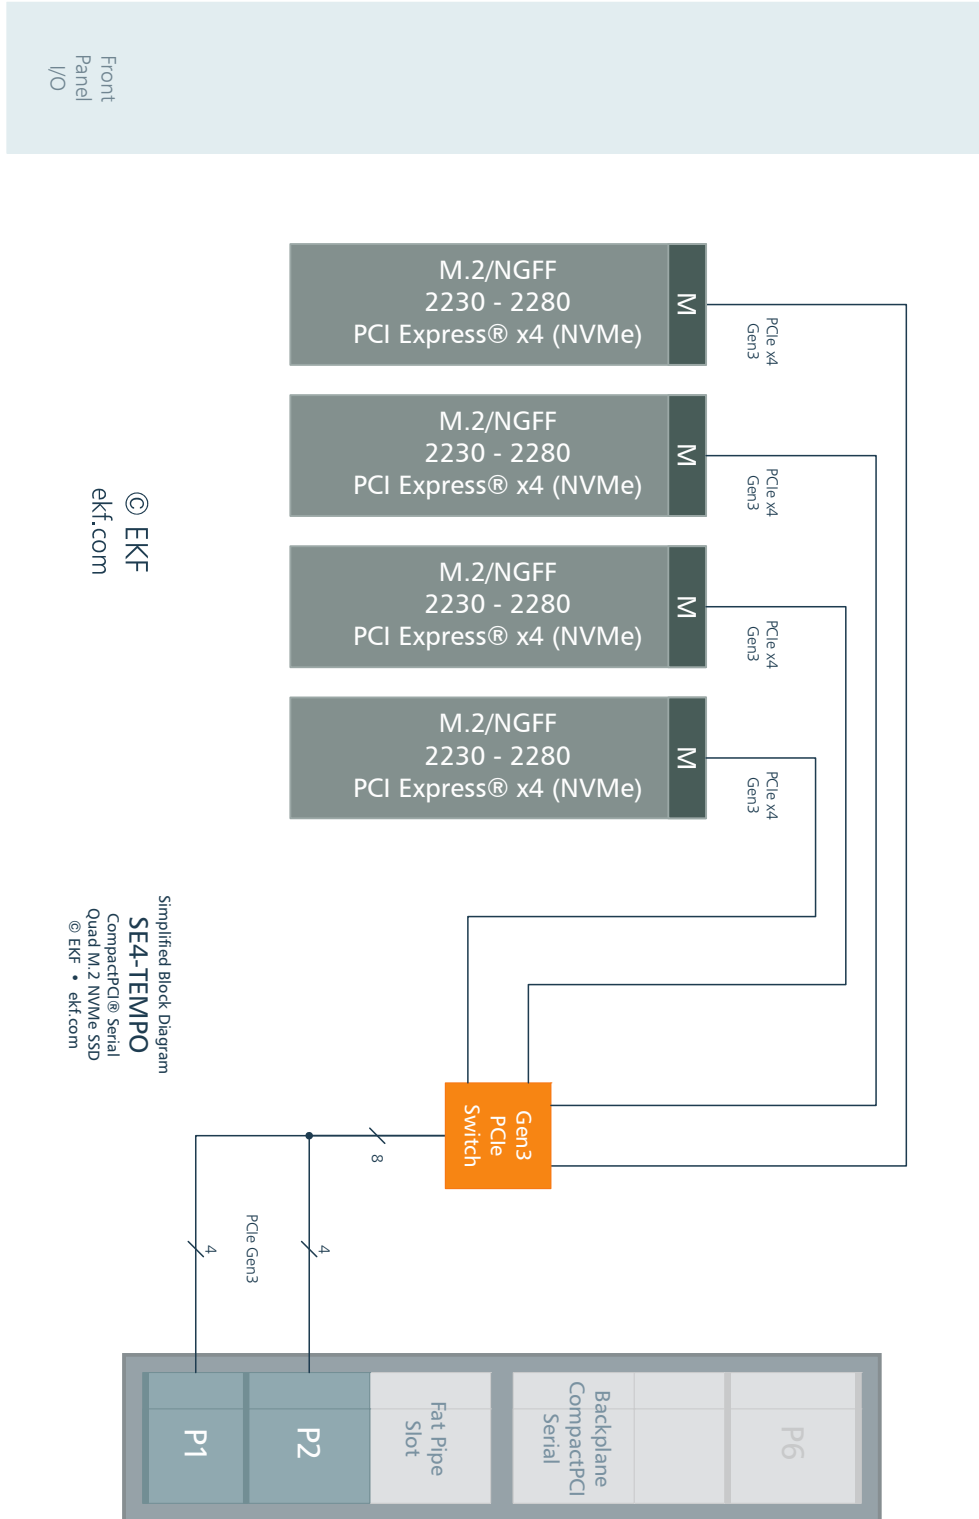 Front
Panel
I/O
M.2/NGFF
2230 - 2280
PCI Express® x4 (NVMe)
M
PCIe x4
Gen3
M.2/NGFF
2230 - 2280
PCI Express® x4 (NVMe)
M
PCIe x4
Gen3
M.2/NGFF
2230 - 2280
PCI Express® x4 (NVMe)
M
PCIe x4
Gen3
M.2/NGFF
2230 - 2280
PCI Express® x4 (NVMe)
M
PCIe x4
Gen3
© EKF
ekf.com
Simplified Block Diagram
SE4-TEMPO
CompactPCI® Serial
Quad M.2 NVMe SSD
© EKF • ekf.com
Gen3
PCIe
Switch
8
4
PCIe Gen3
4
P1
P2
Fat Pipe
Slot
Backplane
CompactPCI
Serial
P6